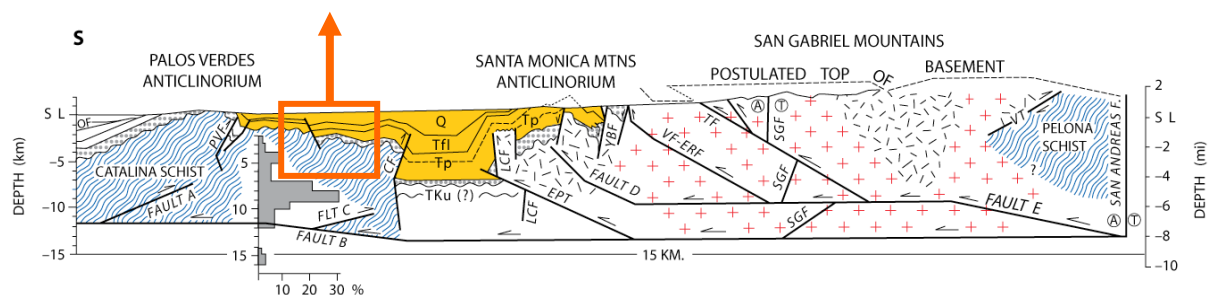 S
PALOS VERDES
ANTICLINORIUM
SANTA MONICA MTNS
ANTICLINORIUM
SAN GABRIEL MOUNTAINS
POSTULATED TOP OF BASEMENT
DEPTH (km)
S L
-5
-10
-15
OF
PVF
CATALINA SCHIST
FAULT A
5
10
15
10 20 30 %
FLT C
FAULT B
Q
Tfl
Tp
CF
TKu (?)
LCF
LCF
Tp
YBF
FAULT D
EPT
VF-ERF
TF
A T
SGF
SGF
SGF
FAULT E
VT
?
PELONA
SCHIST
SAN ANDREAS F.
A T
15 KM.
2
S L
-2
-4
-6
-8
-10
DEPTH (mi)